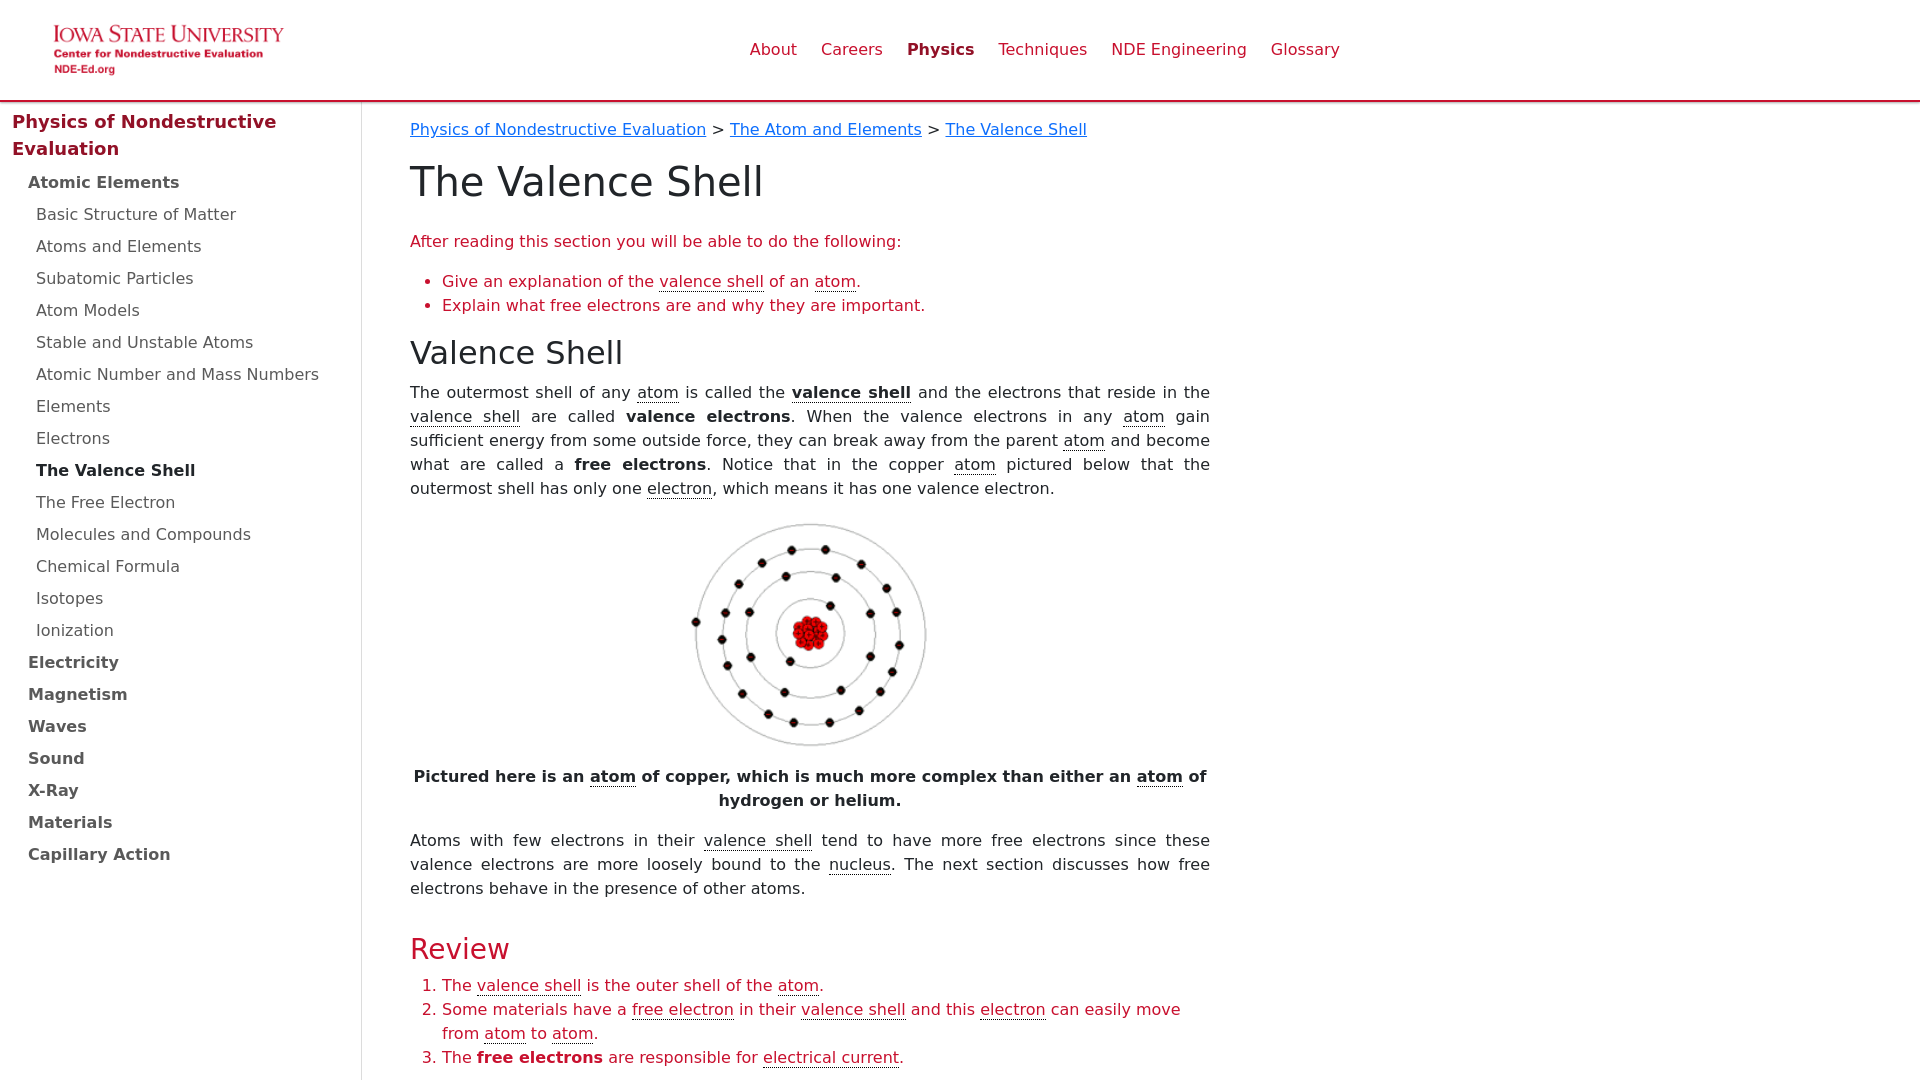 IOWA STATE UNIVERSITY
Center for Nondestructive Evaluation
NDE-Ed.org
About Careers Physics Techniques NDE Engineering Glossary
Physics of Nondestructive
Evaluation
Atomic Elements
Basic Structure of Matter
Atoms and Elements
Subatomic Particles
Atom Models
Stable and Unstable Atoms
Atomic Number and Mass Numbers
Elements
Electrons
The Valence Shell
The Free Electron
Molecules and Compounds
Chemical Formula
Isotopes
Ionization
Electricity
Magnetism
Waves
Sound
X-Ray
Materials
Capillary Action
Physics of Nondestructive Evaluation > The Atom and Elements > The Valence Shell
The Valence Shell
After reading this section you will be able to do the following:
• Give an explanation of the valence shell of an atom.
• Explain what free electrons are and why they are important.
Valence Shell
The outermost shell of any atom is called the valence shell and the electrons that reside in the
valence shell are called valence electrons. When the valence electrons in any atom gain
sufficient energy from some outside force, they can break away from the parent atom and become
what are called a free electrons. Notice that in the copper atom pictured below that the
outermost shell has only one electron, which means it has one valence electron.
Pictured here is an atom of copper, which is much more complex than either an atom of
hydrogen or helium.
Atoms with few electrons in their valence shell tend to have more free electrons since these
valence electrons are more loosely bound to the nucleus. The next section discusses how free
electrons behave in the presence of other atoms.
Review
1. The valence shell is the outer shell of the atom.
2. Some materials have a free electron in their valence shell and this electron can easily move
from atom to atom.
3. The free electrons are responsible for electrical current.